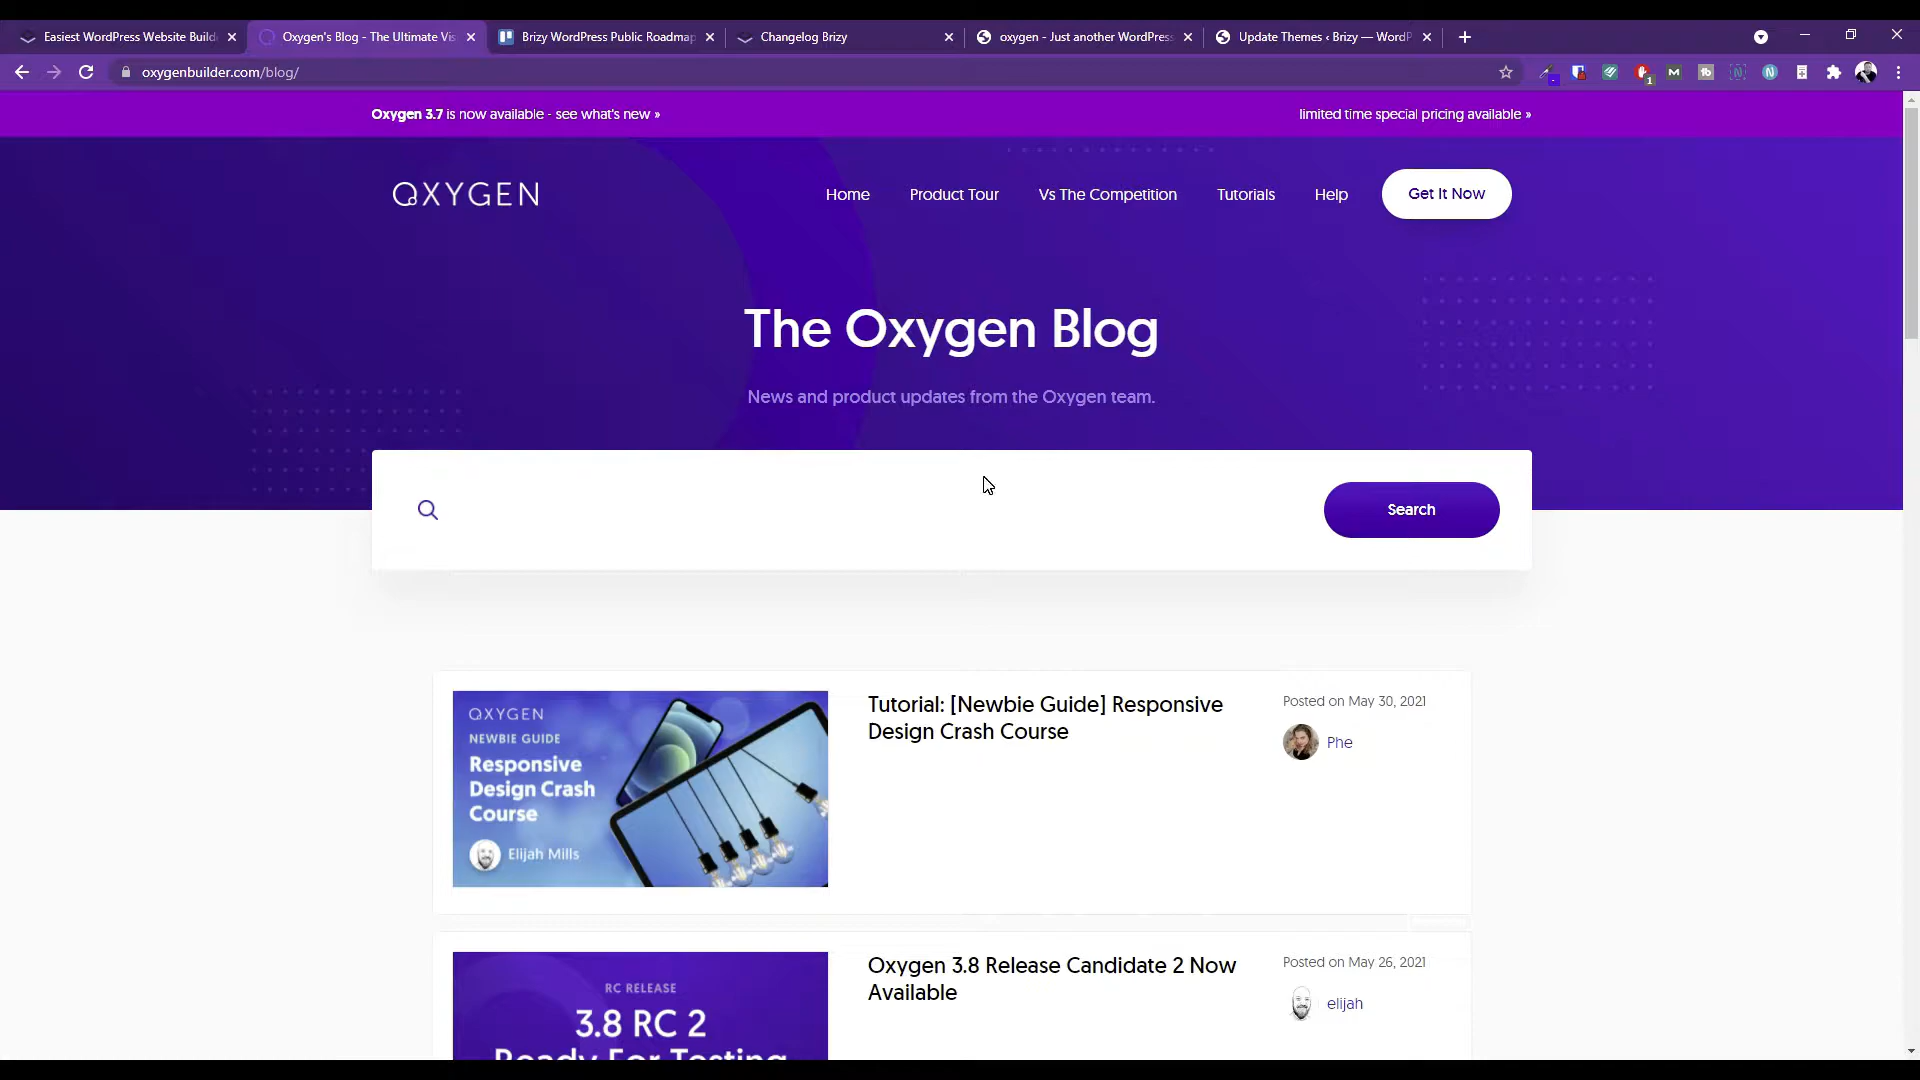 Easiest WordPress Website Build
Oxygen's Blog - The Ultimate Vis
Brizy WordPress Public Roadmap
Changelog Brizy
oxygen - Just another WordPress
Update Themes ‹ Brizy — WordP
oxygenbuilder.com/blog/
Oxygen 3.7 is now available - see what's new »
limited time special pricing available »
OXYGEN
Home
Product Tour
Vs The Competition
Tutorials
Help
Get It Now
The Oxygen Blog
News and product updates from the Oxygen team.
Search
OXYGEN
NEWBIE GUIDE
Responsive
Design Crash
Course
Elijah Mills
Tutorial: [Newbie Guide] Responsive
Design Crash Course
Posted on May 30, 2021
Phe
RC RELEASE
3.8 RC 2
Ready For Testing
Oxygen 3.8 Release Candidate 2 Now
Available
Posted on May 26, 2021
elijah